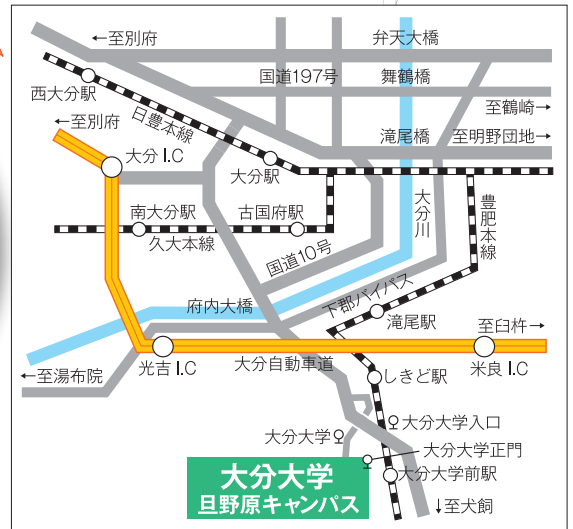 ←至別府
弁天大橋
国道197号
舞鶴橋
西大分駅
日豊本線
至鶴崎→
←至別府
滝尾橋
至明野団地→
大分 I.C
大分駅
大分川
豊肥本線
南大分駅
古国府駅
久大本線
国道10号
府内大橋
下郡バイパス
滝尾駅
至臼杵→
光吉 I.C
大分自動車道
米良 I.C
←至湯布院
しきど駅
大分大学入口
大分大学
大分大学正門
大分大学
旦野原キャンパス
大分大学前駅
↓至犬飼